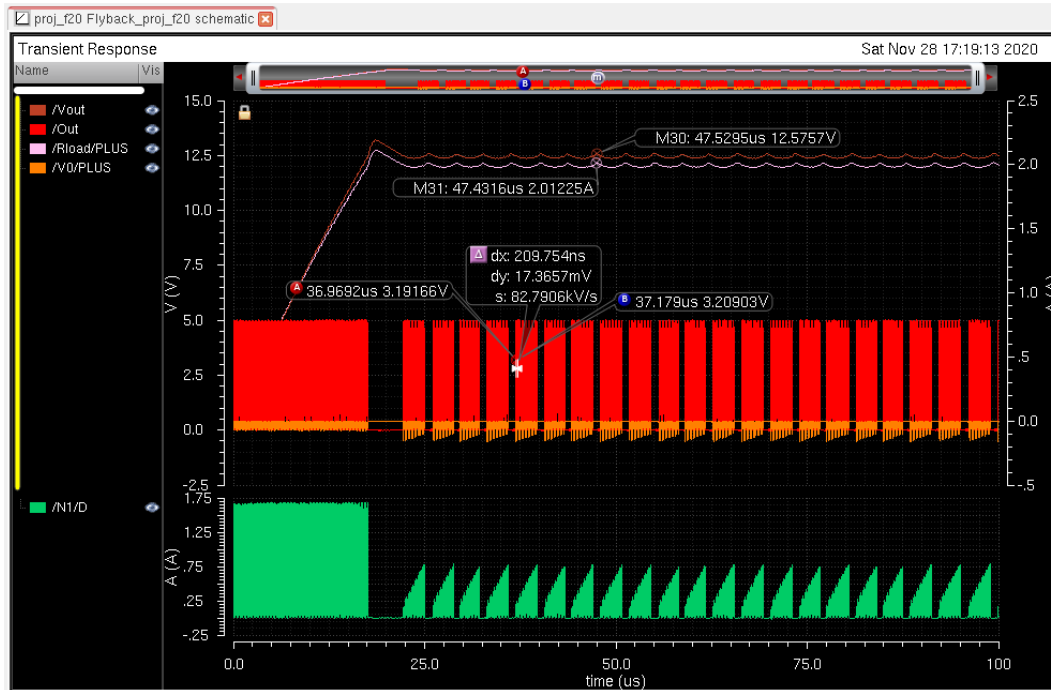 proj_f20 Flyback_proj_f20 schematic
Transient Response
Sat Nov 28 17:19:13 2020
Name Vis
/Vout
/Out
/Rload/PLUS
/V0/PLUS
/N1/D
A
B
m
15.0
12.5
10.0
7.5
5.0
2.5
0.0
-2.5
V (V)
2.5
2.0
1.5
1.0
0.5
0.0
-.5
M30: 47.5295us 12.5757V
M31: 47.4316us 2.01225A
Δ dx: 209.754ns
dy: 17.3657mV
s: 82.7906kV/s
A 36.9692us 3.19166V
B 37.179us 3.20903V
1.75
1.25
.75
.25
-.25
A (A)
0.0 25.0 50.0 75.0 100
time (us)